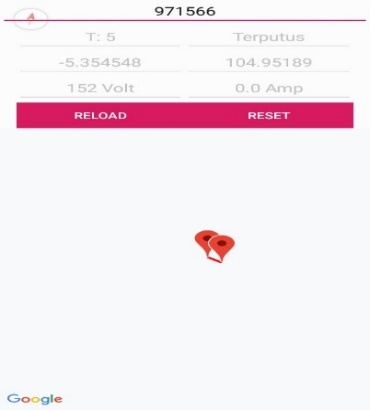 971566
T: 5 Terputus
-5.354548 104.95189
152 Volt 0.0 Amp
RELOAD RESET
Google